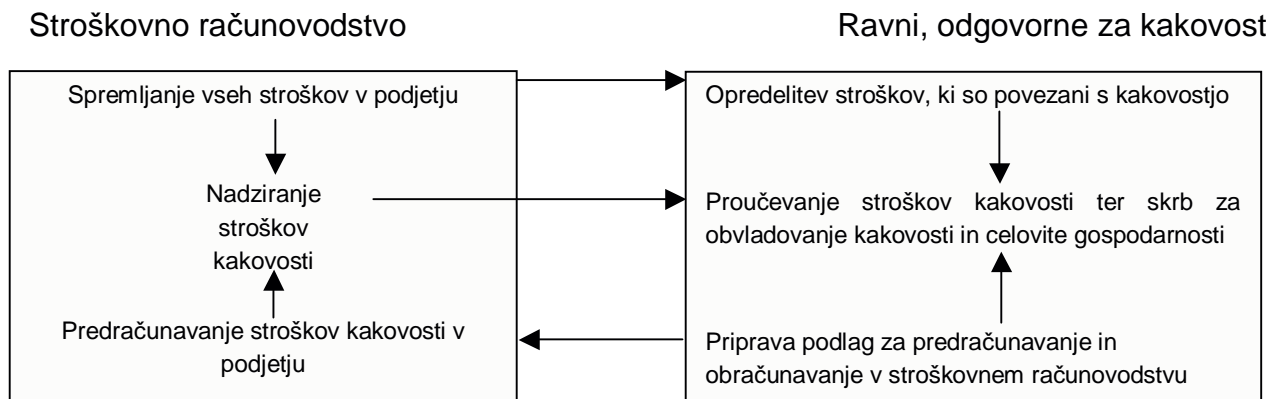 Stroškovno računovodstvo
Ravni, odgovorne za kakovost
Spremljanje vseh stroškov v podjetju
Nadziranje
stroškov
kakovosti
Predračunavanje stroškov kakovosti v
podjetju
Opredelitev stroškov, ki so povezani s kakovostjo
Proučevanje stroškov kakovosti ter skrb za
obvladovanje kakovosti in celovite gospodarnosti
Priprava podlag za predračunavanje in
obračunavanje v stroškovnem računovodstvu